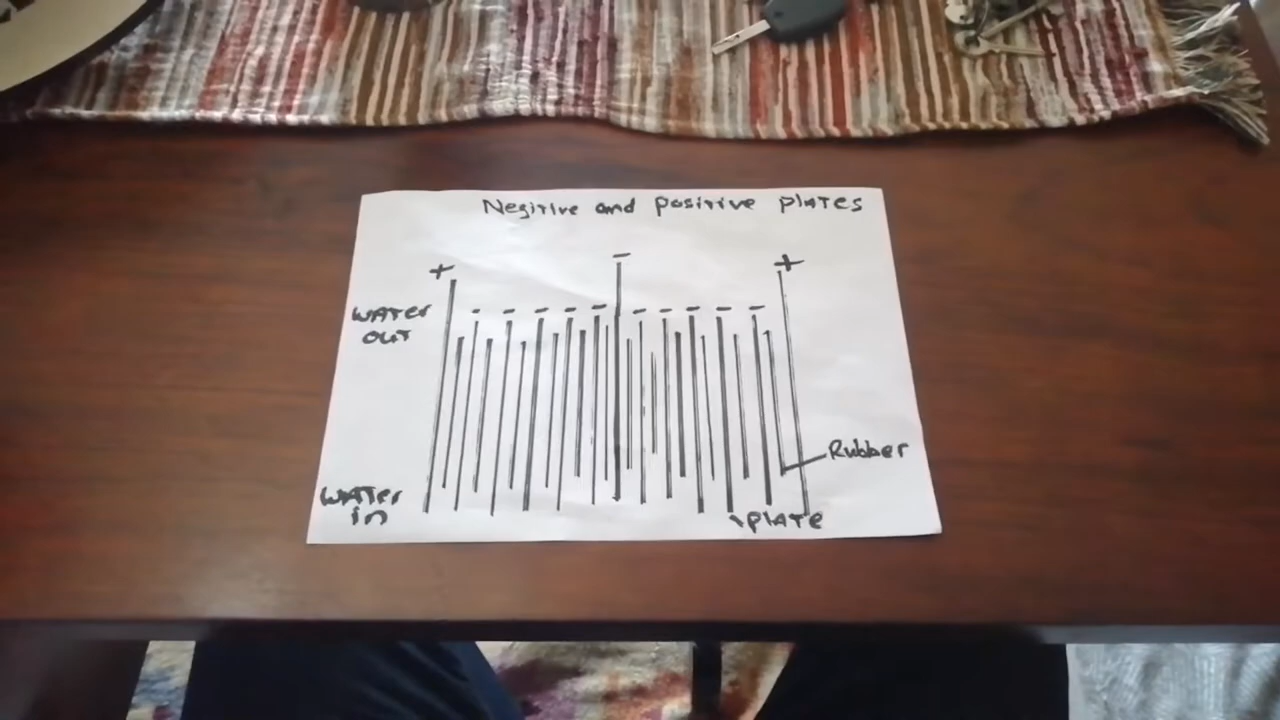 Negitive and positive plates
+ - +
water
out
- - - - - - - - - -
Rubber
water
in
plate